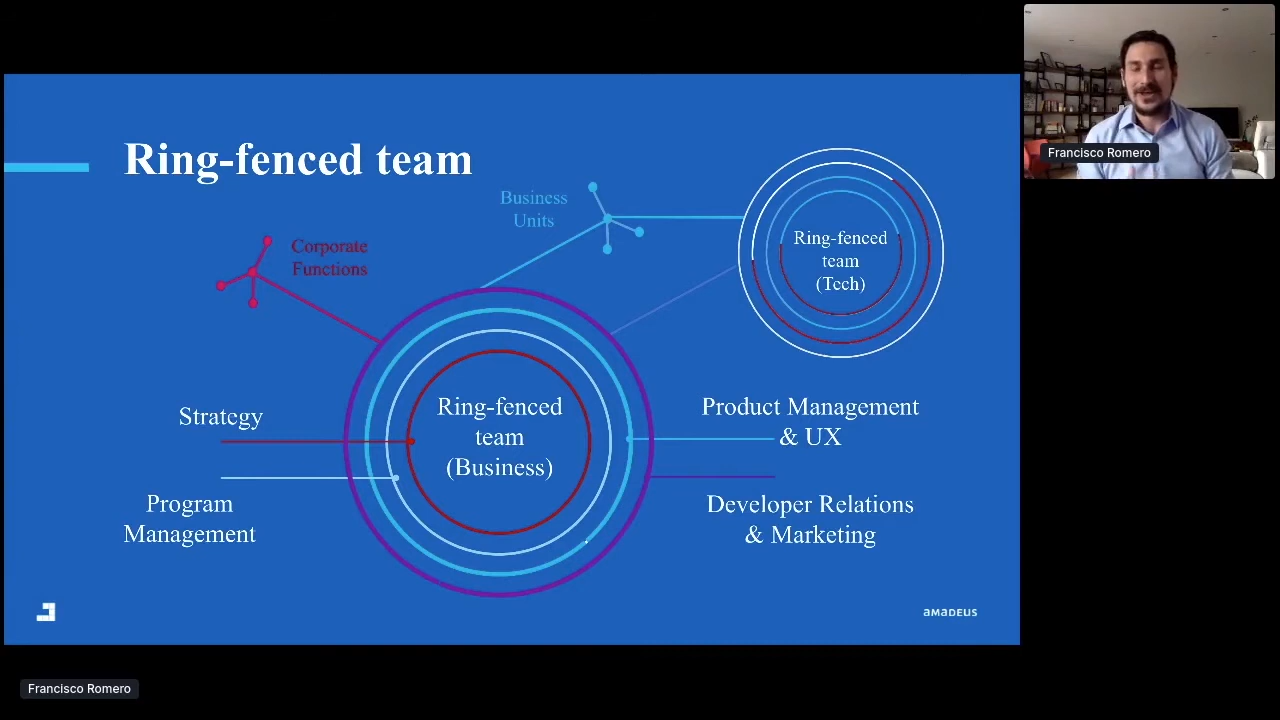 Ring-fenced team
Business
Units
Corporate
Functions
Ring-fenced
team
(Tech)
Strategy
Program
Management
Ring-fenced
team
(Business)
Product Management
& UX
Developer Relations
& Marketing
amadeus
Francisco Romero
Francisco Romero